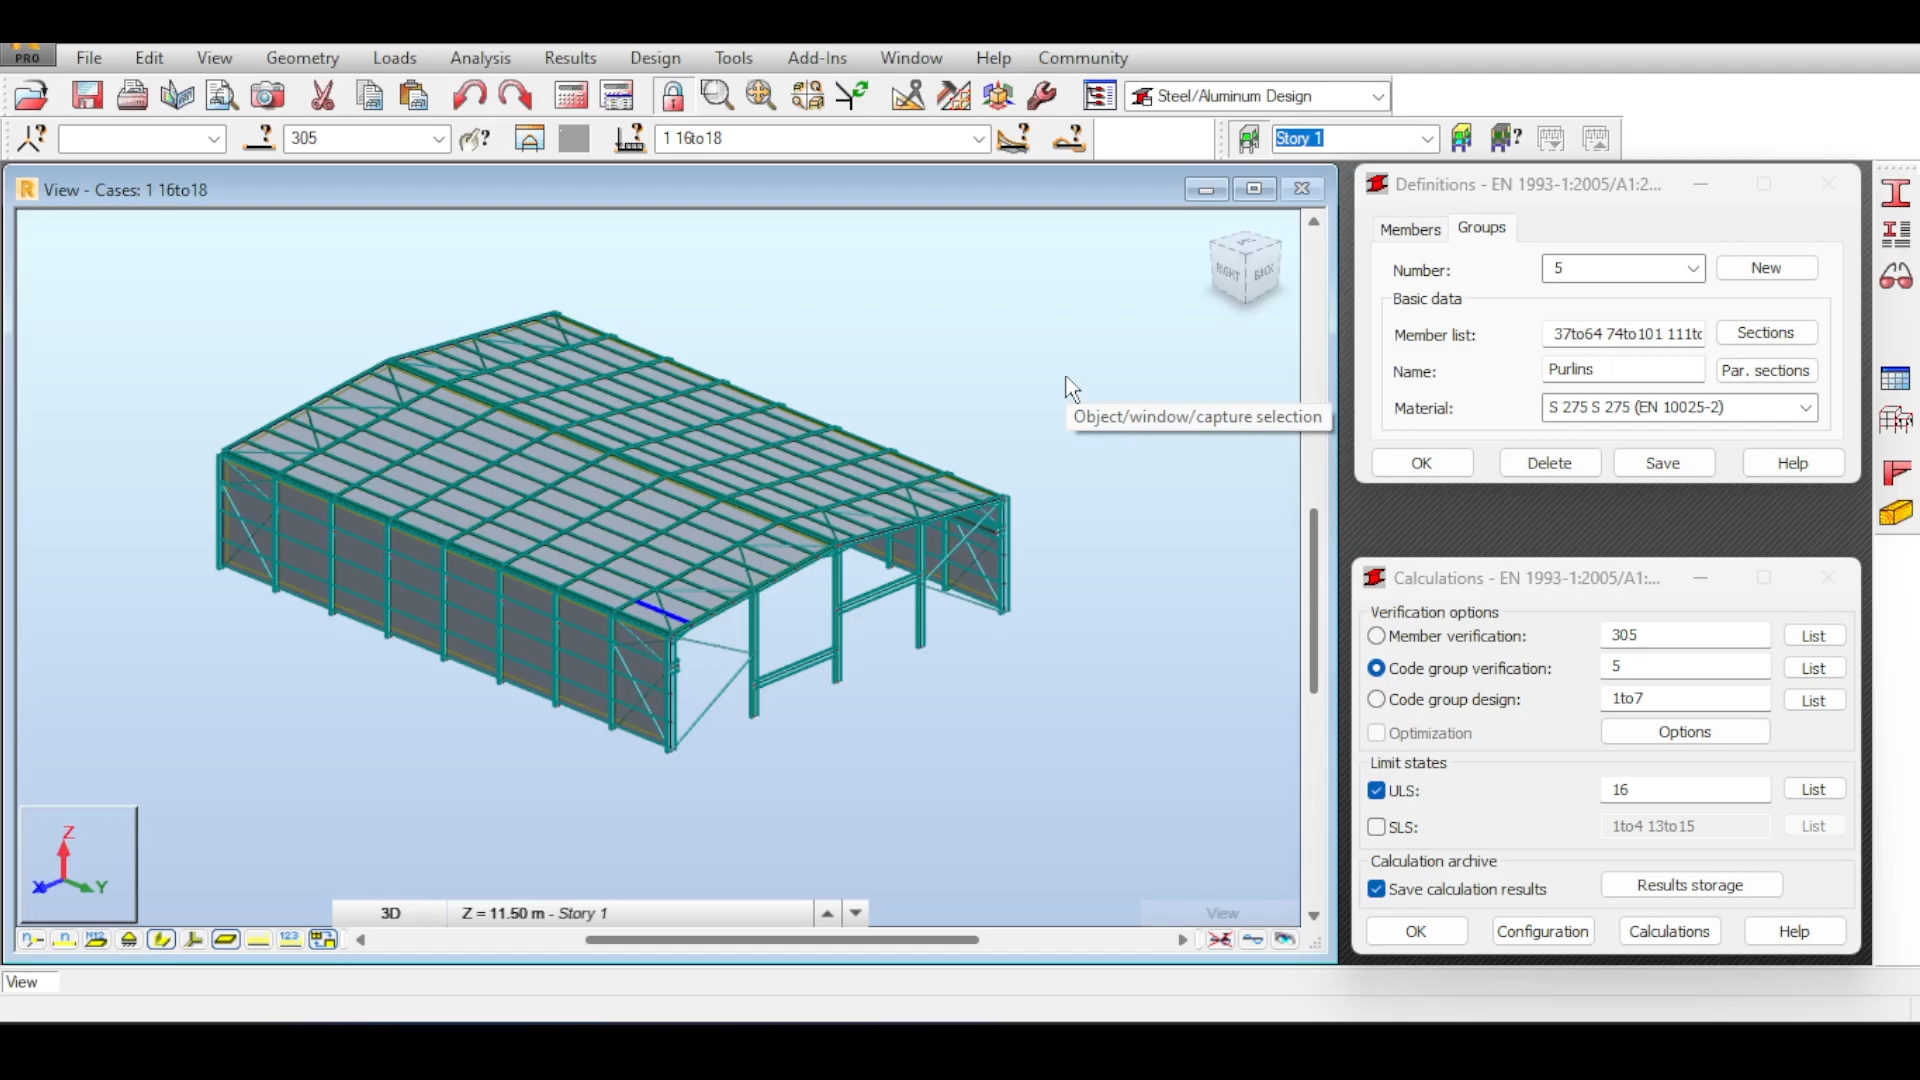 PRO File Edit View Geometry Loads Analysis Results Design Tools Add-Ins Window Help Community
Steel/Aluminum Design
305 1 16to18 Story 1
View - Cases: 1 16to18
RIGHT BACK
Object/window/capture selection
3D Z = 11.50 m - Story 1 View
Z
X Y
View
Definitions - EN 1993-1:2005/A1:2...
Members Groups
Number: 5 New
Basic data
Member list: 37to64 74to101 111to Sections
Name: Purlins Par. sections
Material: S 275 S 275 (EN 10025-2)
OK Delete Save Help
Calculations - EN 1993-1:2005/A1:...
Verification options
Member verification: 305 List
Code group verification: 5 List
Code group design: 1to7 List
Optimization Options
Limit states
ULS: 16 List
SLS: 1to4 13to15 List
Calculation archive
Save calculation results Results storage
OK Configuration Calculations Help